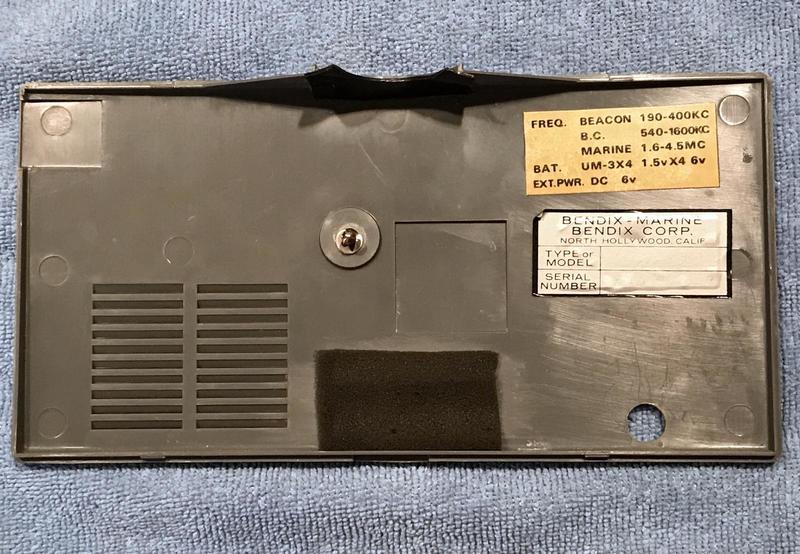 FREQ. BEACON 190-400KC
B.C. 540-1600KC
MARINE 1.6-4.5MC
BAT. UM-3X4 1.5vX4 6v
EXT.PWR. DC 6v
BENDIX-MARINE
BENDIX CORP.
NORTH HOLLYWOOD, CALIF
TYPE or
MODEL
SERIAL
NUMBER